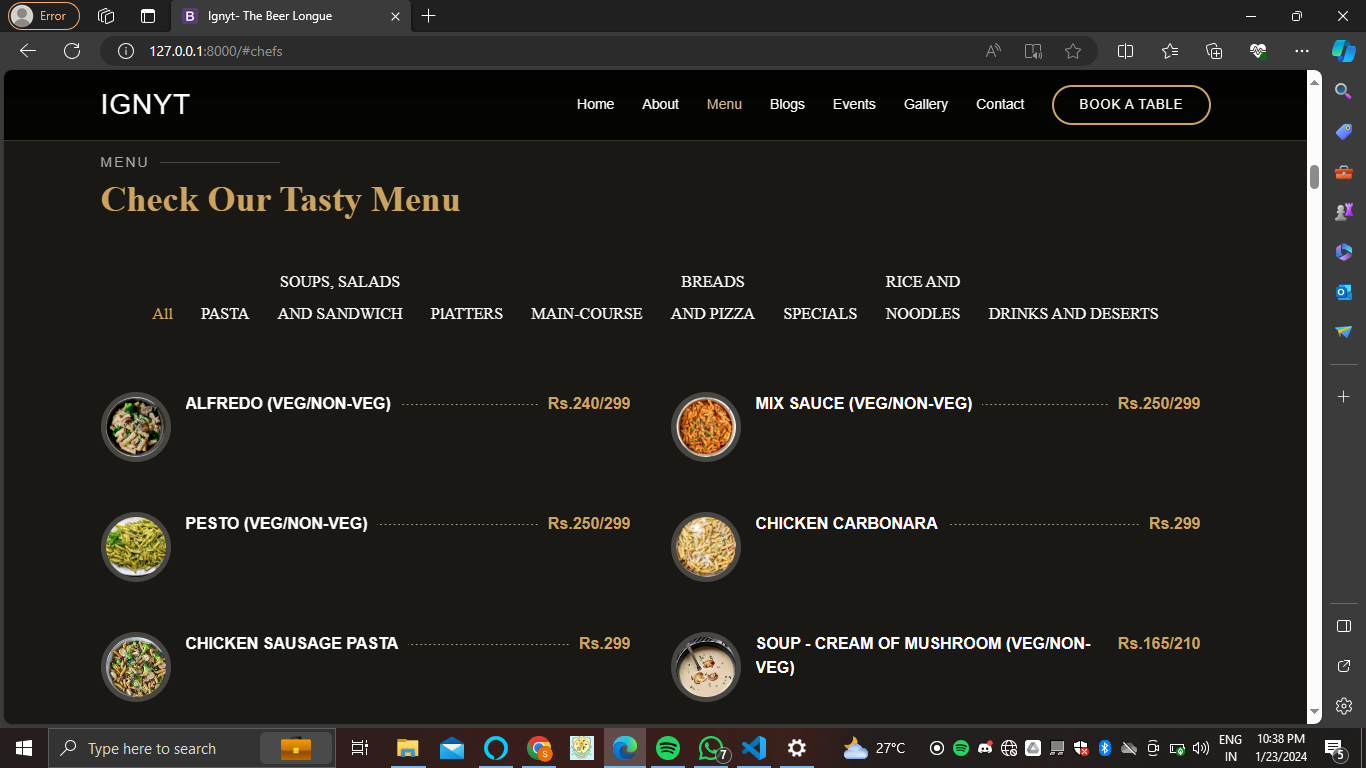 Error
Ignyt- The Beer Longue
127.0.0.1:8000/#chefs
IGNYT
Home About Menu Blogs Events Gallery Contact BOOK A TABLE
MENU
Check Our Tasty Menu
All
PASTA
SOUPS, SALADS
AND SANDWICH
PlATTERS
MAIN-COURSE
BREADS
AND PIZZA
SPECIALS
RICE AND
NOODLES
DRINKS AND DESERTS
ALFREDO (VEG/NON-VEG) Rs.240/299
MIX SAUCE (VEG/NON-VEG) Rs.250/299
PESTO (VEG/NON-VEG) Rs.250/299
CHICKEN CARBONARA Rs.299
CHICKEN SAUSAGE PASTA Rs.299
SOUP - CREAM OF MUSHROOM (VEG/NON- Rs.165/210
VEG)
Type here to search
7
27°C
ENG
IN
10:38 PM
1/23/2024
5